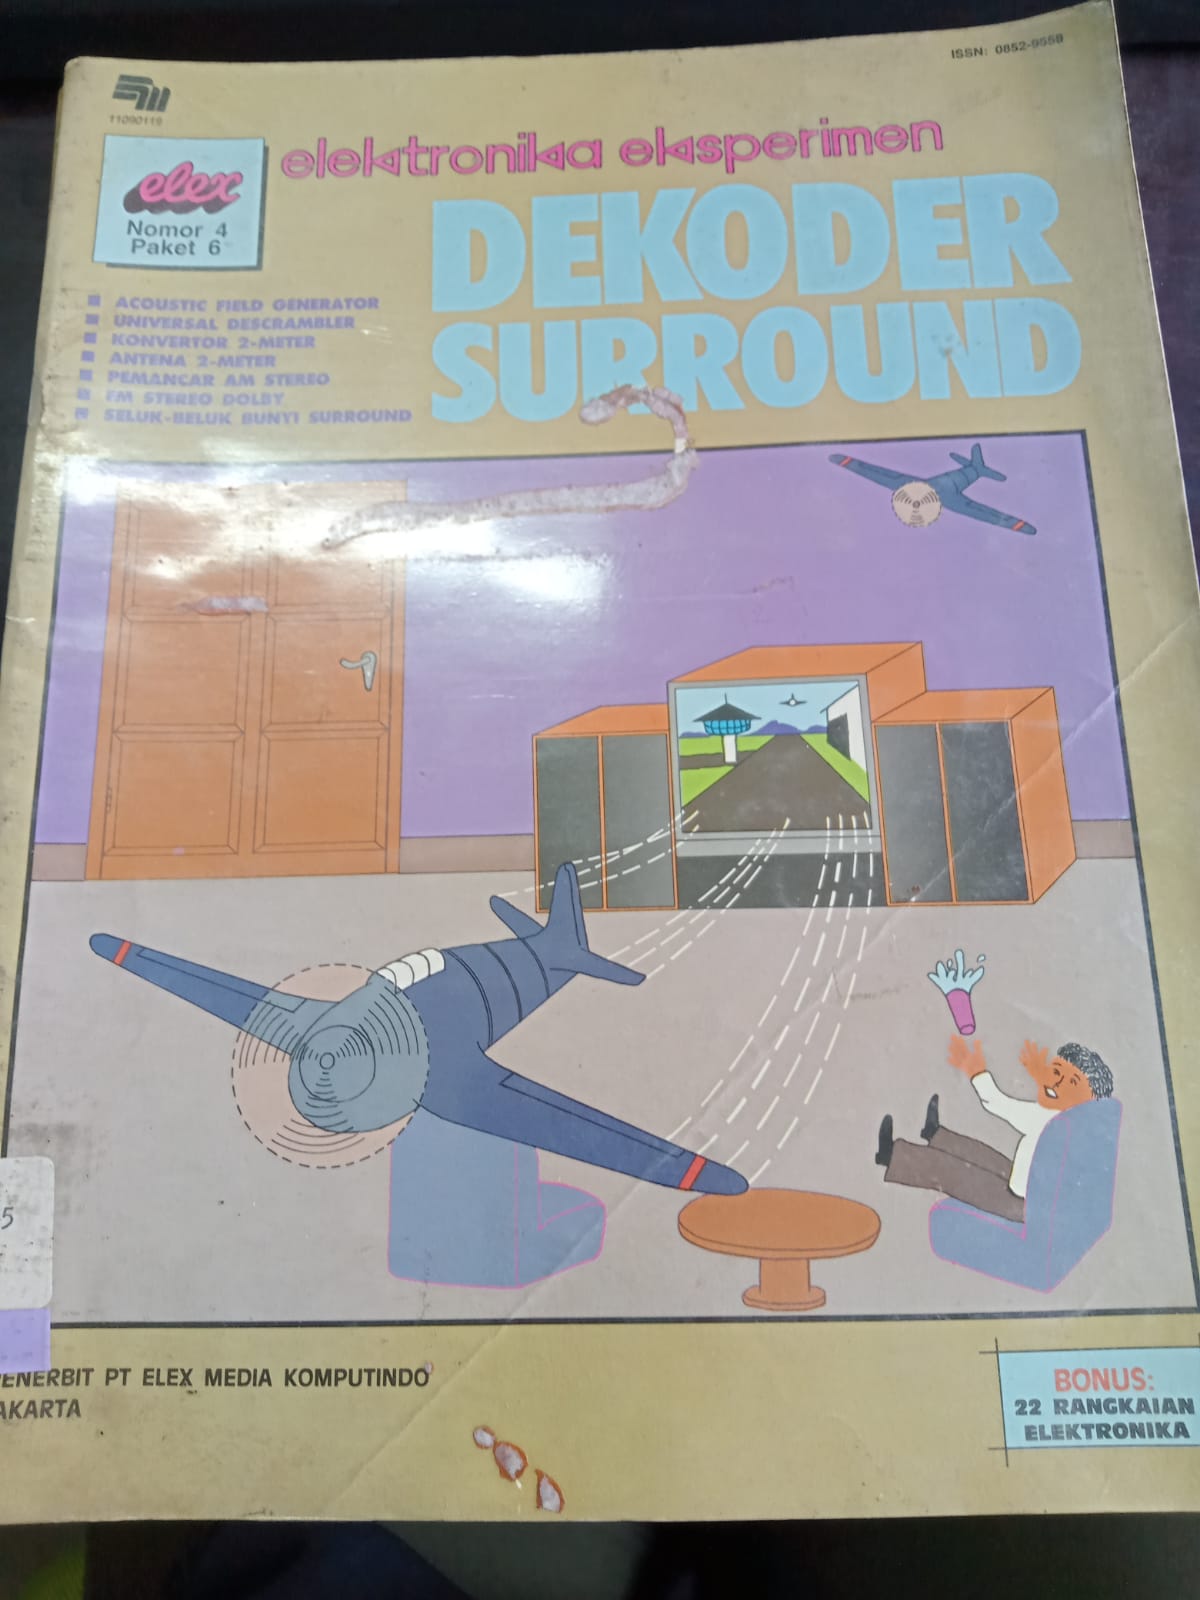 ISSN: 0852-9559
11090119
elex
Nomor 4
Paket 6
elektronika eksperimen
DEKODER
SURROUND
ACOUSTIC FIELD GENERATOR
UNIVERSAL DESCRAMBLER
KONVERTOR 2-METER
ANTENA 2-METER
PEMANCAR AM STEREO
FM STEREO DOLBY
SELUK-BELUK BUNYI SURROUND
5
ENERBIT PT ELEX MEDIA KOMPUTINDO
AKARTA
BONUS:
22 RANGKAIAN
ELEKTRONIKA